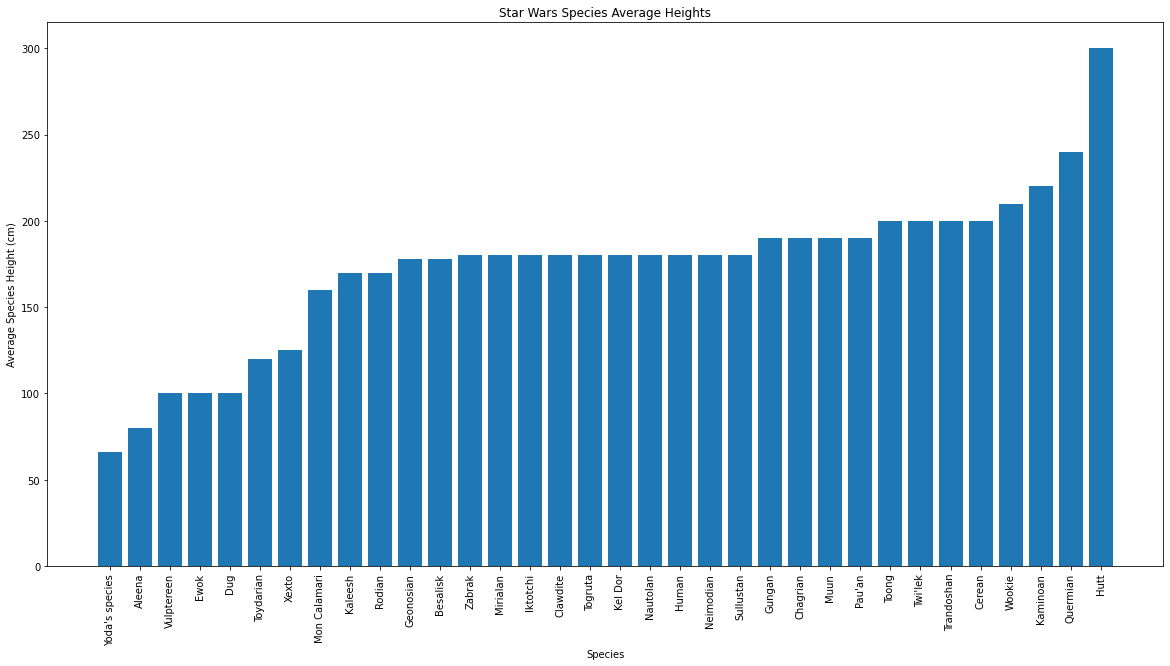 Star Wars Species Average Heights
300
250
200
150
100
50
0
Average Species Height (cm)
Yoda's species
Aleena
Vulptereen
Ewok
Dug
Toydarian
Xexto
Mon Calamari
Kaleesh
Rodian
Geonosian
Besalisk
Zabrak
Mirialan
Iktotchi
Clawdite
Togruta
Kel Dor
Nautolan
Human
Neimodian
Sullustan
Gungan
Chagrian
Muun
Pau'an
Toong
Twi'lek
Trandoshan
Cerean
Wookie
Kaminoan
Quermian
Hutt
Species